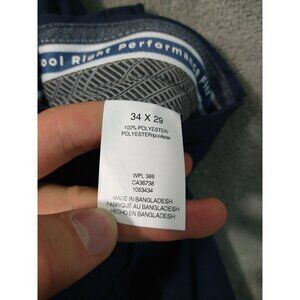 ool Right Performance Flex
34 X 29
100% POLYESTER/
POLYESTER/poliéster
WPL 386
CA36738
1053434
MADE IN BANGLADESH
FABRIQUÉ AU BANGLADESH
HECHO EN BANGLADESH